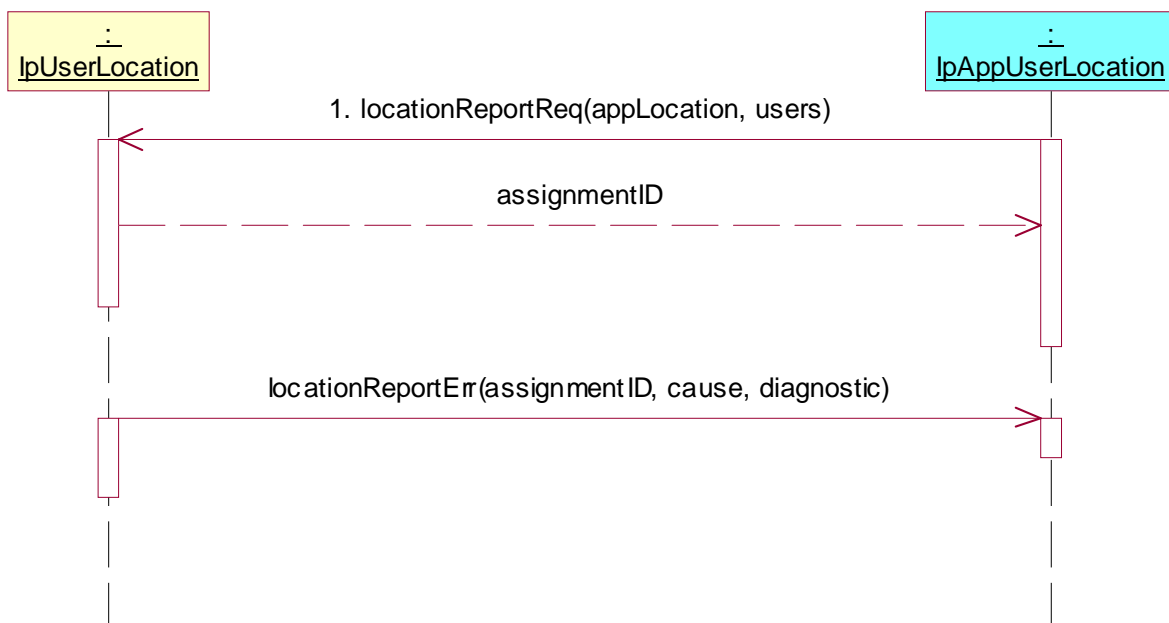 :
IpUserLocation
:
IpAppUserLocation
1. locationReportReq(appLocation, users)
assignmentID
locationReportErr(assignmentID, cause, diagnostic)